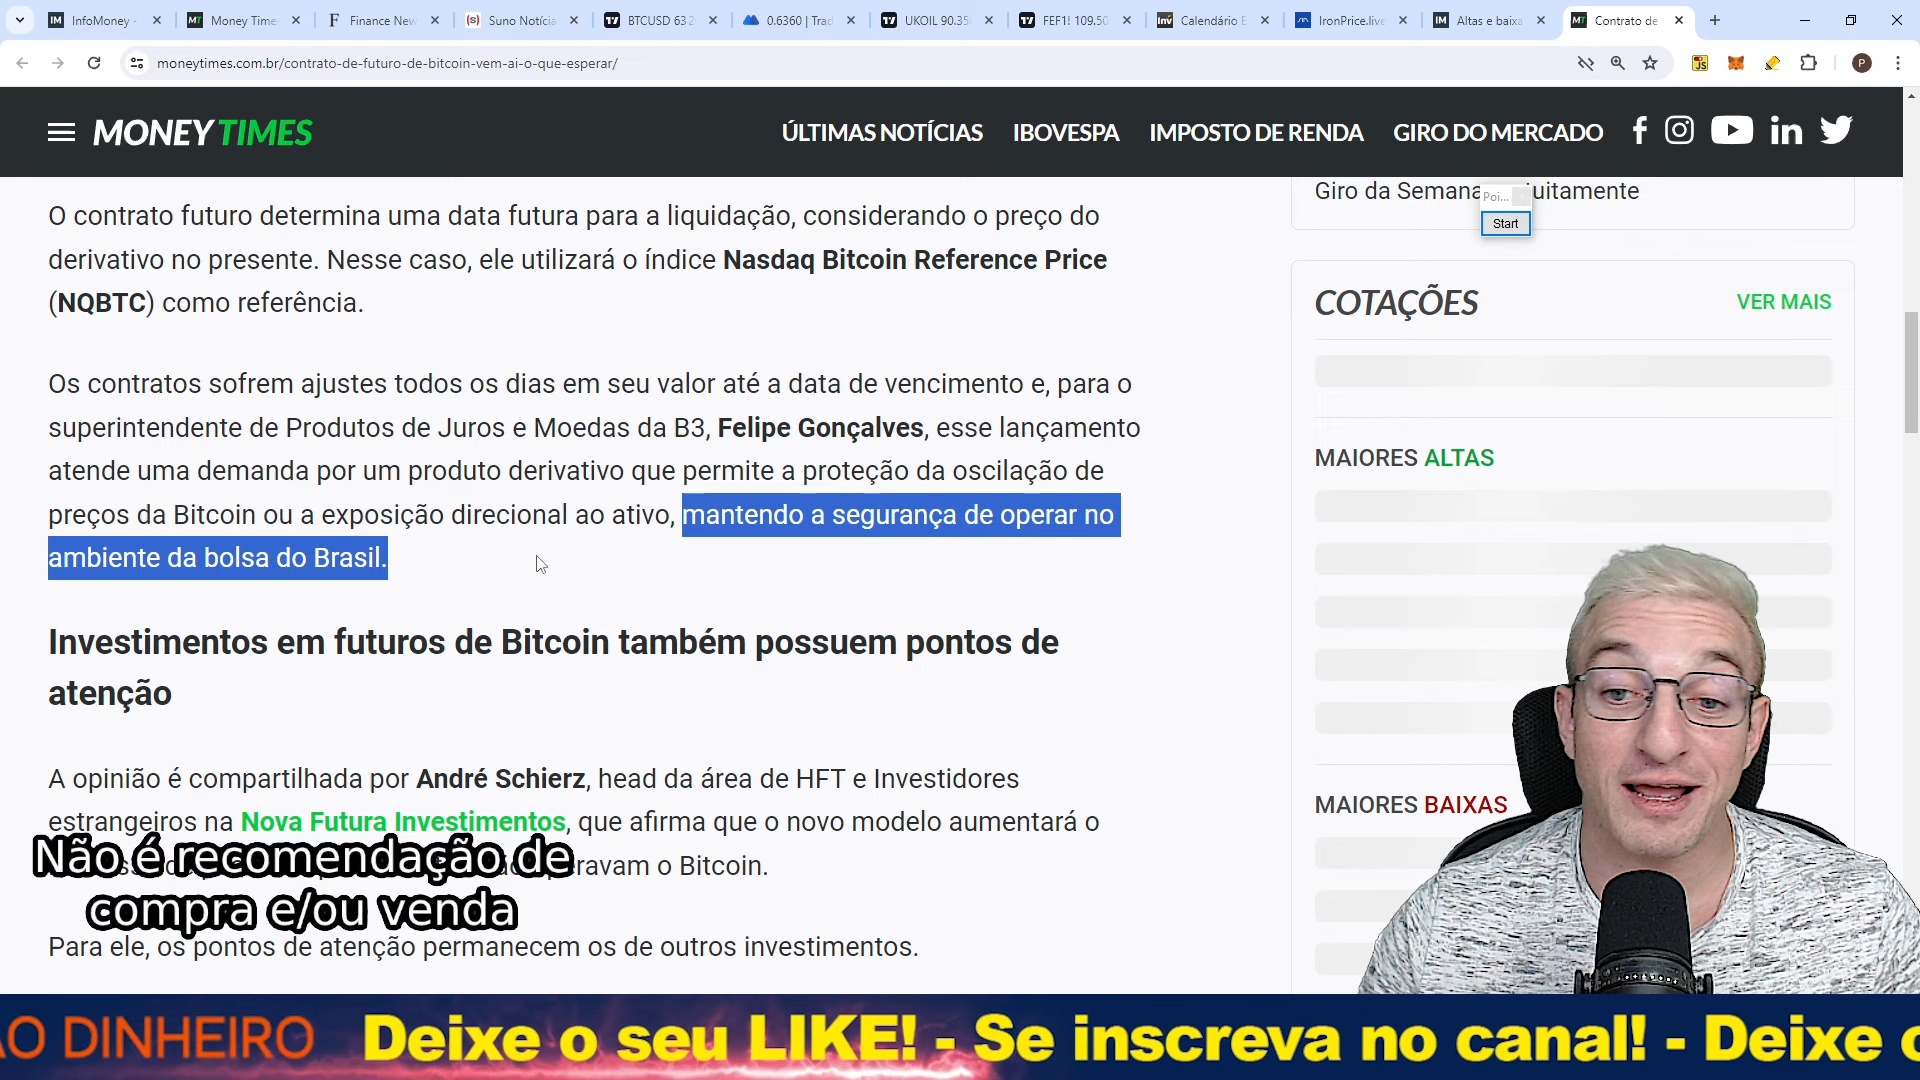 InfoMoney -
Money Time
Finance New
Suno Notícia
BTCUSD 63 2
0.6360 | Trad
UKOIL 90.35
FEF1! 109.50
Calendário E
IronPrice.live
Altas e baixa
Contrato de
moneytimes.com.br/contrato-de-futuro-de-bitcoin-vem-ai-o-que-esperar/
MONEY TIMES
ÚLTIMAS NOTÍCIAS IBOVESPA IMPOSTO DE RENDA GIRO DO MERCADO
O contrato futuro determina uma data futura para a liquidação, considerando o preço do
derivativo no presente. Nesse caso, ele utilizará o índice Nasdaq Bitcoin Reference Price
(NQBTC) como referência.
Os contratos sofrem ajustes todos os dias em seu valor até a data de vencimento e, para o
superintendente de Produtos de Juros e Moedas da B3, Felipe Gonçalves, esse lançamento
atende uma demanda por um produto derivativo que permite a proteção da oscilação de
preços da Bitcoin ou a exposição direcional ao ativo, mantendo a segurança de operar no
ambiente da bolsa do Brasil.
Investimentos em futuros de Bitcoin também possuem pontos de
atenção
A opinião é compartilhada por André Schierz, head da área de HFT e Investidores
estrangeiros na Nova Futura Investimentos, que afirma que o novo modelo aumentará o
o Bitcoin.
Para ele, os pontos de atenção permanecem os de outros investimentos.
Giro da Semana
Poi...
Start
COTAÇÕES
VER MAIS
MAIORES ALTAS
MAIORES BAIXAS
Não é recomendação de
compra e/ou venda
AO DINHEIRO Deixe o seu LIKE! - Se inscreva no canal! - Deixe o